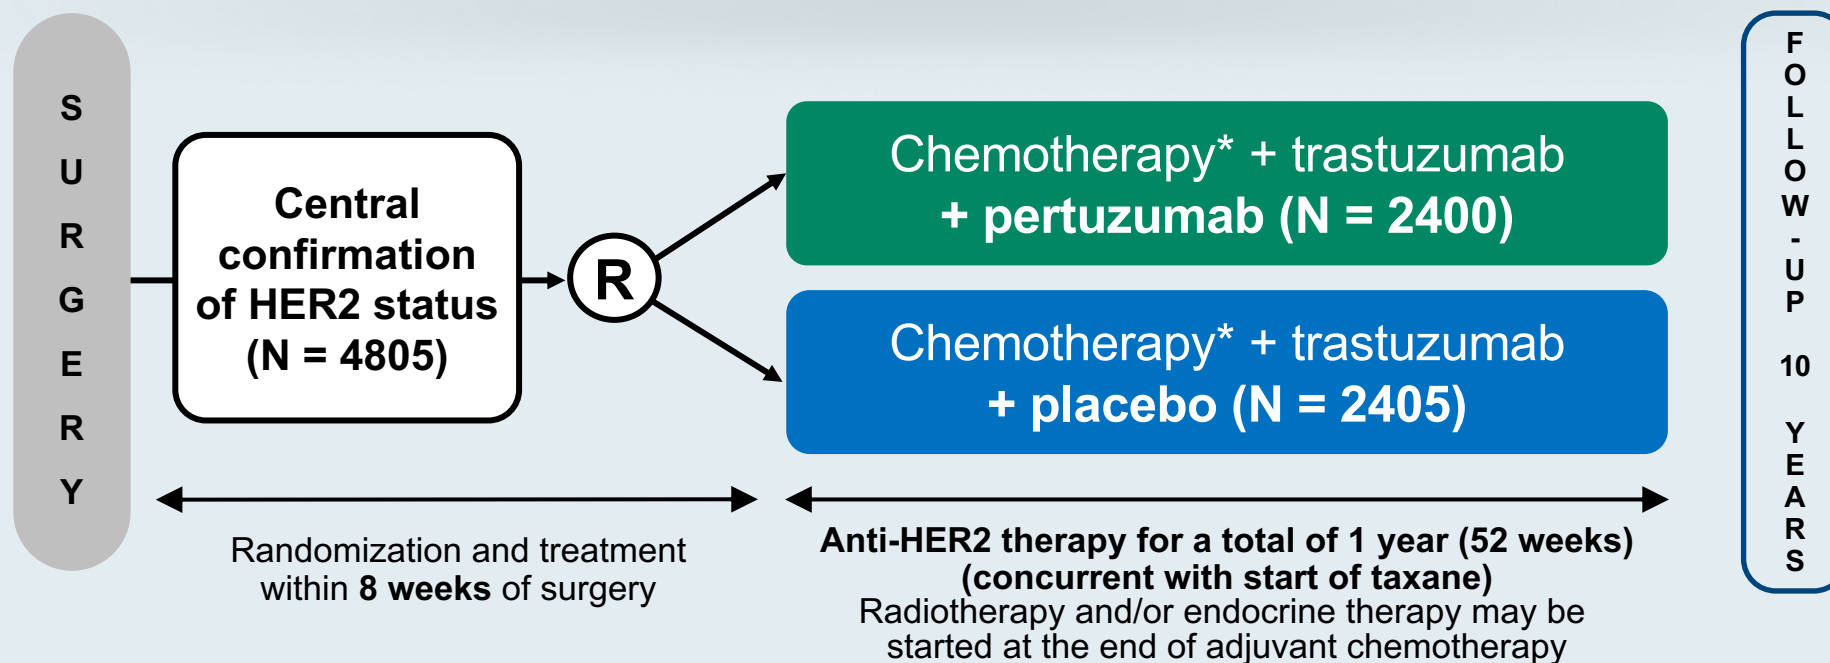 SURGERY
Central
confirmation
of HER2 status
(N = 4805)
R
Chemotherapy* + trastuzumab
+ pertuzumab (N = 2400)
Chemotherapy* + trastuzumab
+ placebo (N = 2405)
Randomization and treatment
within 8 weeks of surgery
Anti-HER2 therapy for a total of 1 year (52 weeks)
(concurrent with start of taxane)
Radiotherapy and/or endocrine therapy may be
started at the end of adjuvant chemotherapy
FOLLOW-UP 10 YEARS